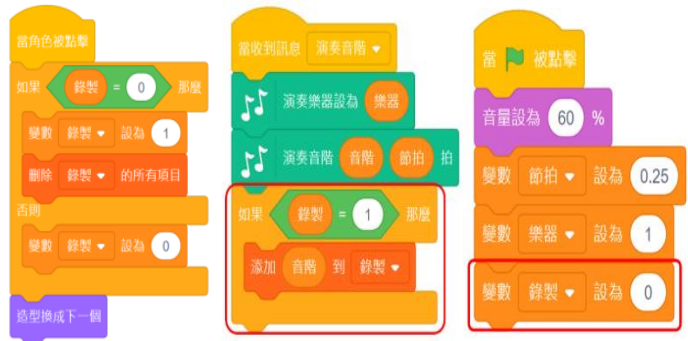 當角色被點擊
如果 錄製 = 0 那麼
變數 錄製 設為 1
刪除 錄製 的所有項目
否則
變數 錄製 設為 0
造型換成下一個
當收到訊息 演奏音階
演奏樂器設為 樂器
演奏音階 音階 節拍 拍
如果 錄製 = 1 那麼
添加 音階 到 錄製
當 被點擊
音量設為 60 %
變數 節拍 設為 0.25
變數 樂器 設為 1
變數 錄製 設為 0